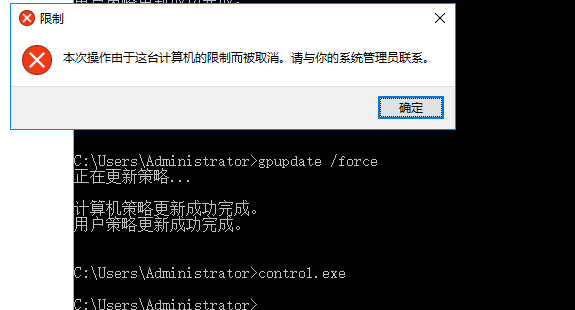 限制
本次操作由于这台计算机的限制而被取消。请与你的系统管理员联系。
确定
C:\Users\Administrator>gpupdate /force
正在更新策略...
计算机策略更新成功完成。
用户策略更新成功完成。
C:\Users\Administrator>control.exe
C:\Users\Administrator>